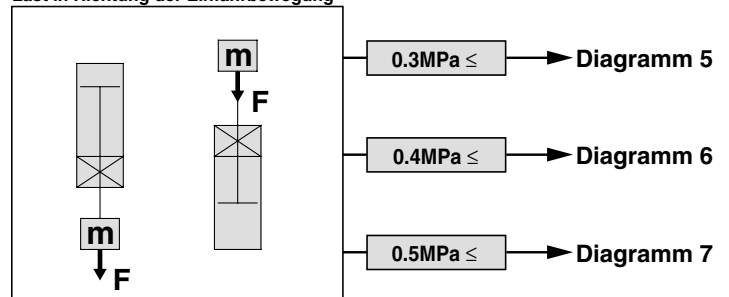 Last in Richtung der Einfahrbewegung
m
F
m
F
0.3MPa ≤
Diagramm 5
0.4MPa ≤
Diagramm 6
0.5MPa ≤
Diagramm 7